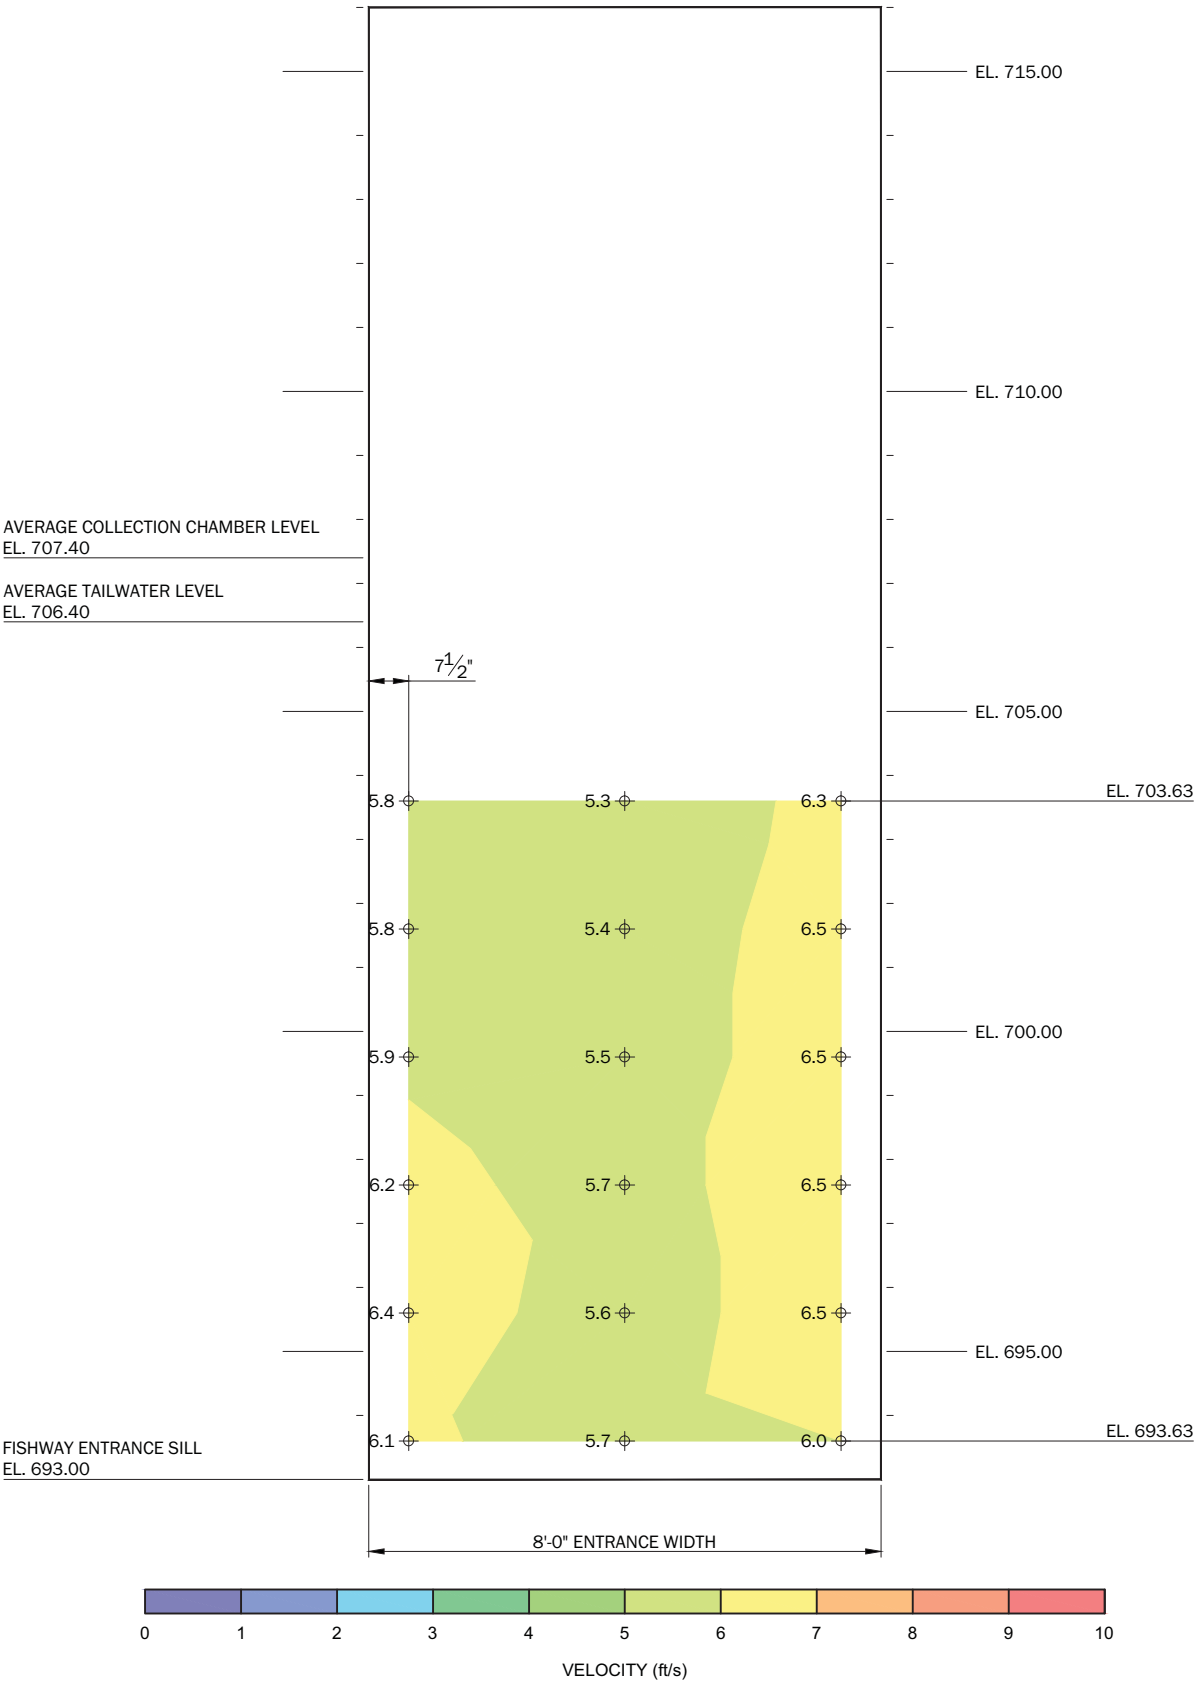 EL. 715.00
EL. 710.00
AVERAGE COLLECTION CHAMBER LEVEL
EL. 707.40
AVERAGE TAILWATER LEVEL
EL. 706.40
7 1/2"
EL. 705.00
EL. 703.63
5.8 5.3 6.3
5.8 5.4 6.5
EL. 700.00
5.9 5.5 6.5
6.2 5.7 6.5
6.4 5.6 6.5
EL. 695.00
EL. 693.63
6.1 5.7 6.0
FISHWAY ENTRANCE SILL
EL. 693.00
8'-0" ENTRANCE WIDTH
0 1 2 3 4 5 6 7 8 9 10
VELOCITY (ft/s)